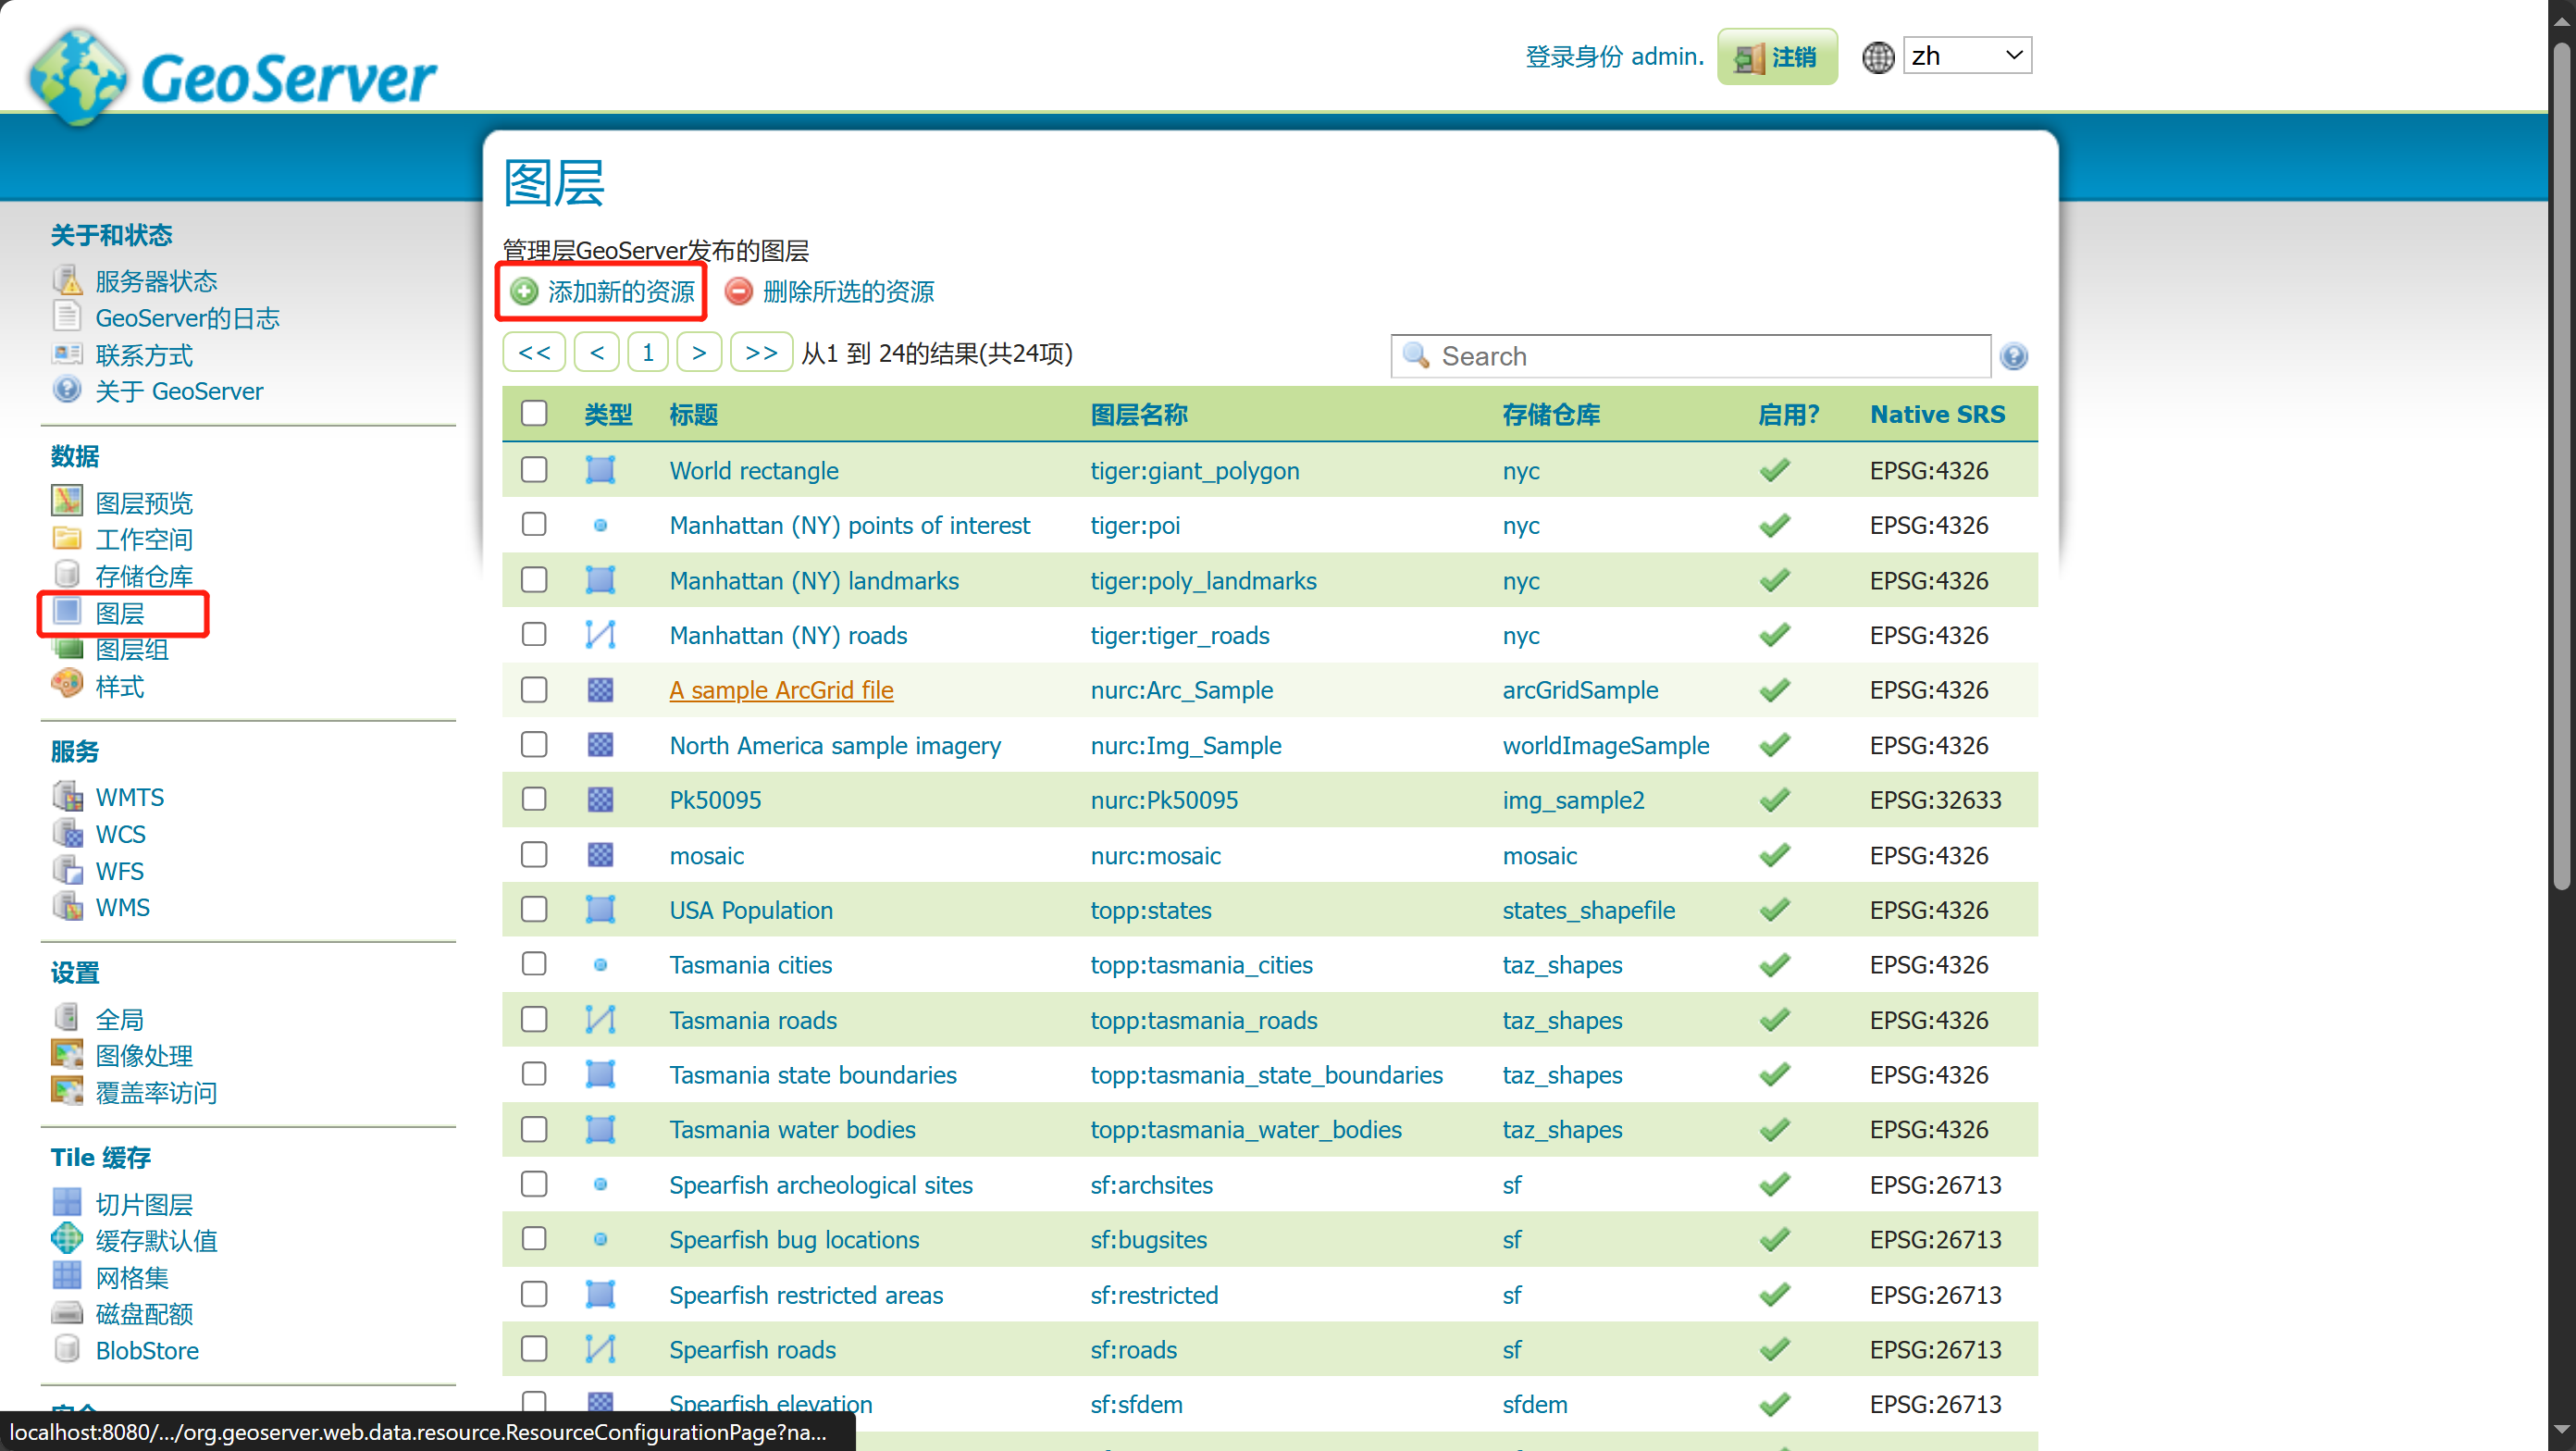 GeoServer
登录身份 admin. 注销 zh
图层
管理层GeoServer发布的图层
添加新的资源 删除所选的资源
<< < 1 > >> 从1 到 24的结果(共24项) Search
关于和状态
服务器状态
GeoServer的日志
联系方式
关于 GeoServer
数据
图层预览
工作空间
存储仓库
图层
图层组
样式
服务
WMTS
WCS
WFS
WMS
设置
全局
图像处理
覆盖率访问
Tile 缓存
切片图层
缓存默认值
网格集
磁盘配额
BlobStore
类型 标题 图层名称 存储仓库 启用? Native SRS
World rectangle tiger:giant_polygon nyc EPSG:4326
Manhattan (NY) points of interest tiger:poi nyc EPSG:4326
Manhattan (NY) landmarks tiger:poly_landmarks nyc EPSG:4326
Manhattan (NY) roads tiger:tiger_roads nyc EPSG:4326
A sample ArcGrid file nurc:Arc_Sample arcGridSample EPSG:4326
North America sample imagery nurc:Img_Sample worldImageSample EPSG:4326
Pk50095 nurc:Pk50095 img_sample2 EPSG:32633
mosaic nurc:mosaic mosaic EPSG:4326
USA Population topp:states states_shapefile EPSG:4326
Tasmania cities topp:tasmania_cities taz_shapes EPSG:4326
Tasmania roads topp:tasmania_roads taz_shapes EPSG:4326
Tasmania state boundaries topp:tasmania_state_boundaries taz_shapes EPSG:4326
Tasmania water bodies topp:tasmania_water_bodies taz_shapes EPSG:4326
Spearfish archeological sites sf:archsites sf EPSG:26713
Spearfish bug locations sf:bugsites sf EPSG:26713
Spearfish restricted areas sf:restricted sf EPSG:26713
Spearfish roads sf:roads sf EPSG:26713
Spearfish elevation sf:sfdem sfdem EPSG:26713
localhost:8080/.../org.geoserver.web.data.resource.ResourceConfigurationPage?na...